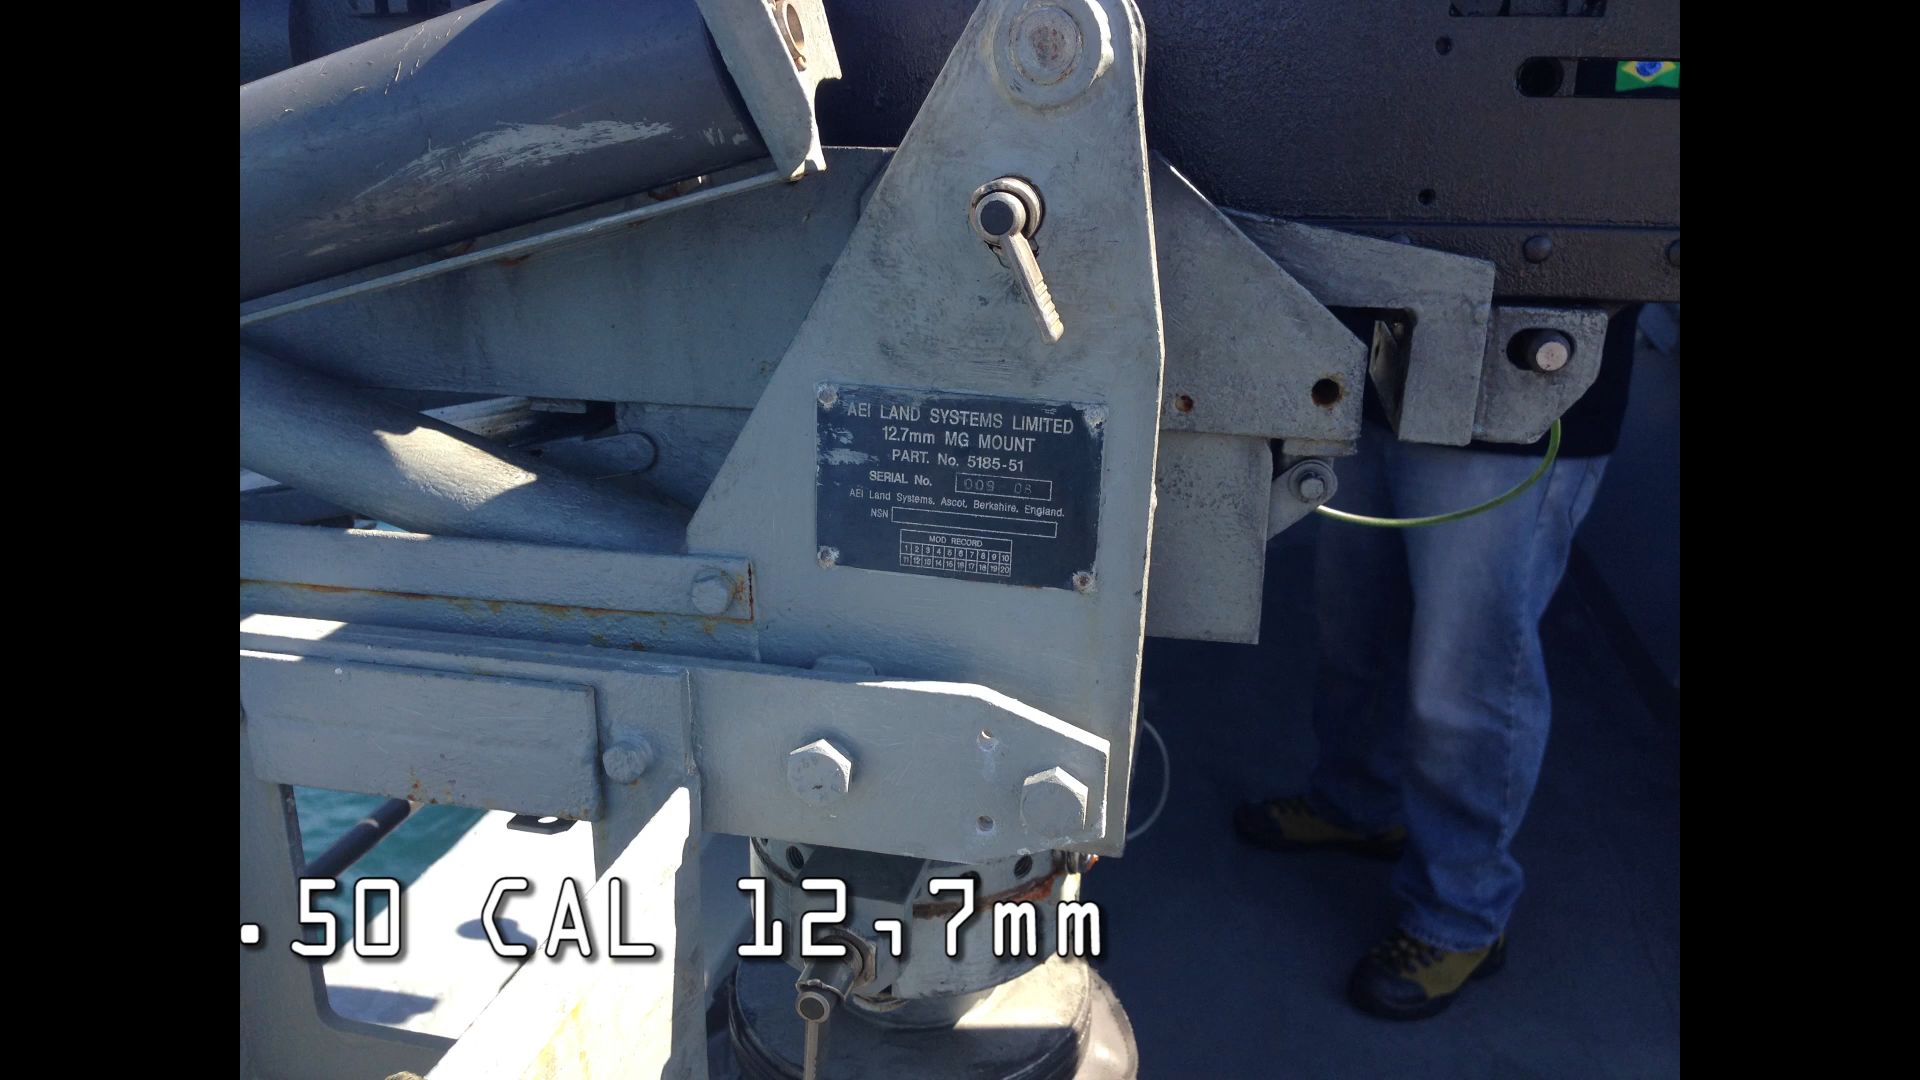 AEI LAND SYSTEMS LIMITED
12.7mm MG MOUNT
PART. No. 5185-51
SERIAL No. 009-08
AEI Land Systems, Ascot, Berkshire, England.
NSN
MOD RECORD
1 2 3 4 5 6 7 8 9 10
11 12 13 14 15 16 17 18 19 20
.50 CAL 12,7mm